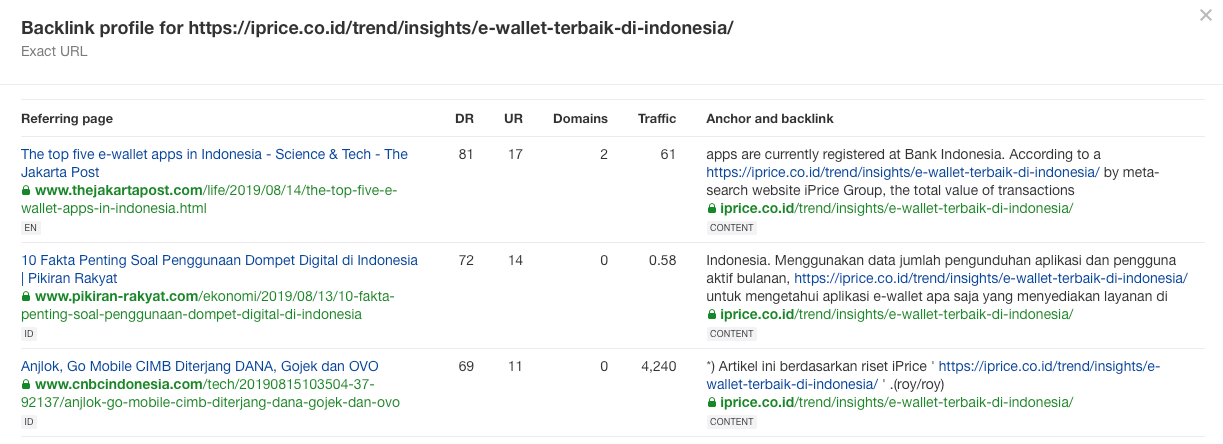 Backlink profile for https://iprice.co.id/trend/insights/e-wallet-terbaik-di-indonesia/
Exact URL
Referring page DR UR Domains Traffic Anchor and backlink
The top five e-wallet apps in Indonesia - Science & Tech - The
Jakarta Post
www.thejakartapost.com/life/2019/08/14/the-top-five-e-
wallet-apps-in-indonesia.html
EN
81 17 2 61
apps are currently registered at Bank Indonesia. According to a
https://iprice.co.id/trend/insights/e-wallet-terbaik-di-indonesia/ by meta-
search website iPrice Group, the total value of transactions
iprice.co.id/trend/insights/e-wallet-terbaik-di-indonesia/
CONTENT
10 Fakta Penting Soal Penggunaan Dompet Digital di Indonesia
| Pikiran Rakyat
www.pikiran-rakyat.com/ekonomi/2019/08/13/10-fakta-
penting-soal-penggunaan-dompet-digital-di-indonesia
ID
72 14 0 0.58
Indonesia. Menggunakan data jumlah pengunduhan aplikasi dan pengguna
aktif bulanan, https://iprice.co.id/trend/insights/e-wallet-terbaik-di-indonesia/
untuk mengetahui aplikasi e-wallet apa saja yang menyediakan layanan di
iprice.co.id/trend/insights/e-wallet-terbaik-di-indonesia/
CONTENT
Anjlok, Go Mobile CIMB Diterjang DANA, Gojek dan OVO
www.cnbcindonesia.com/tech/20190815103504-37-
92137/anjlok-go-mobile-cimb-diterjang-dana-gojek-dan-ovo
ID
69 11 0 4,240
*) Artikel ini berdasarkan riset iPrice ' https://iprice.co.id/trend/insights/e-
wallet-terbaik-di-indonesia/ ' .(roy/roy)
iprice.co.id/trend/insights/e-wallet-terbaik-di-indonesia/
CONTENT